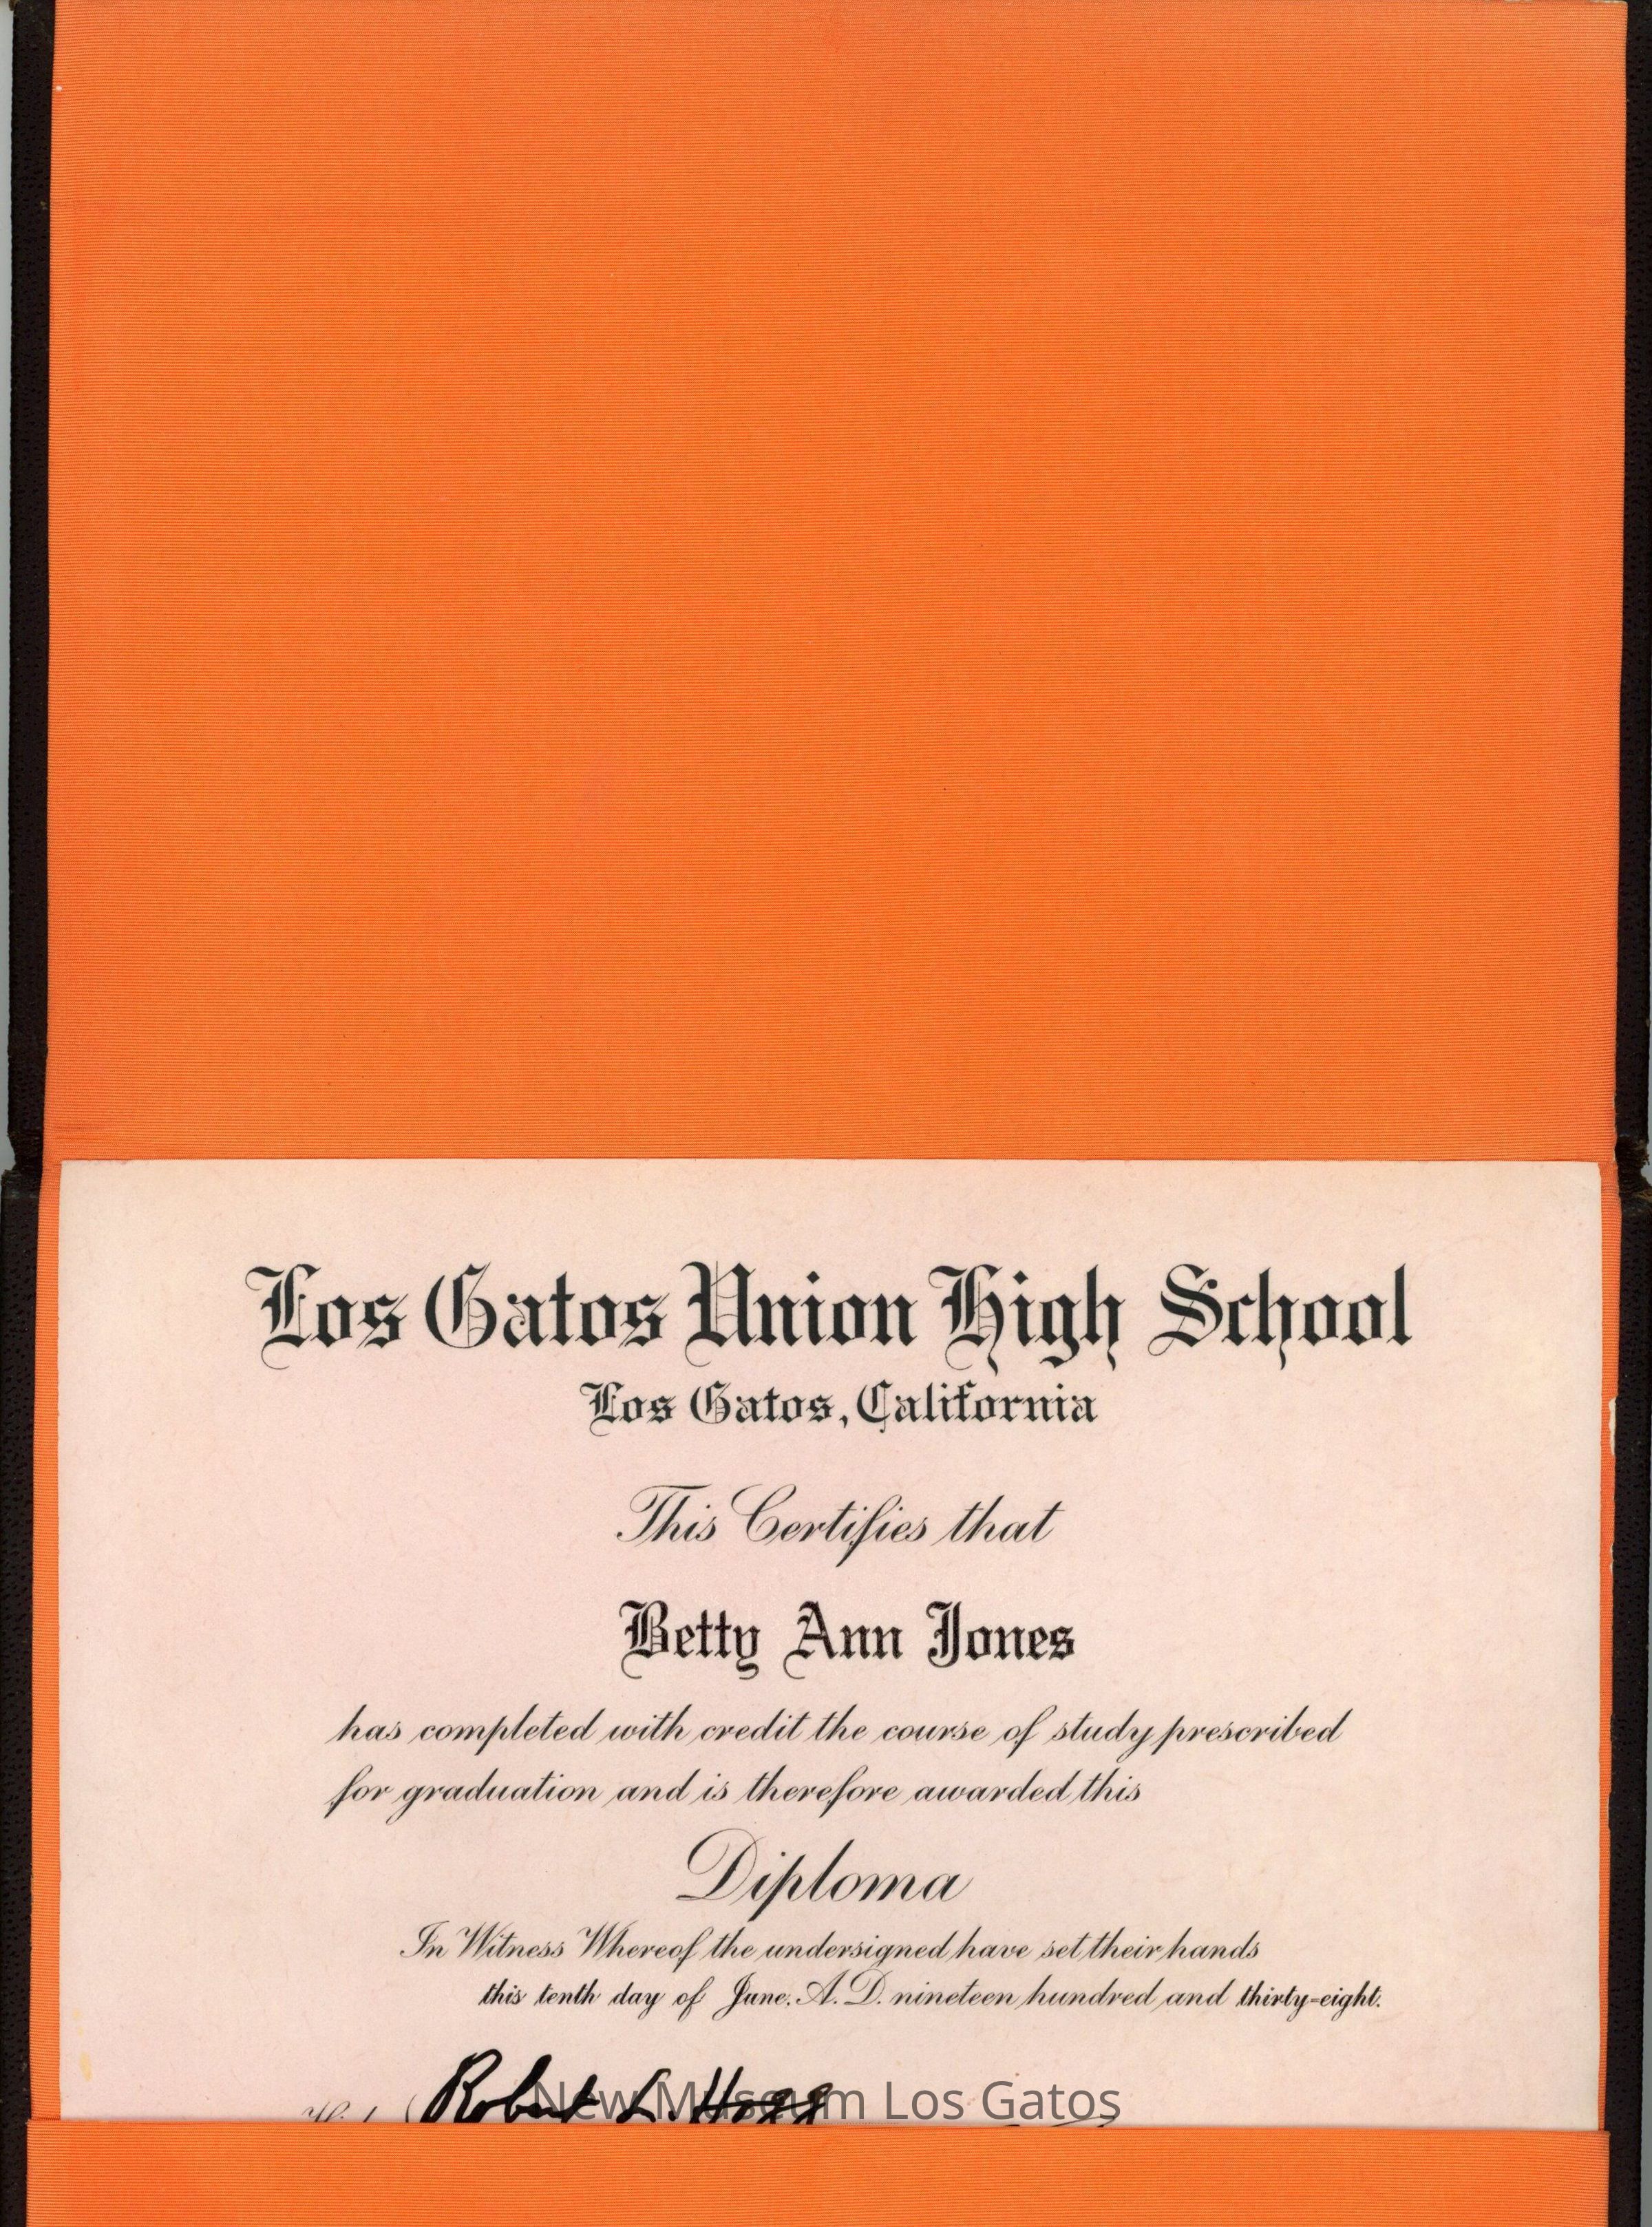 Los Gatos Union High School
Los Gatos, California
This Certifies that
Betty Ann Jones
has completed with credit the course of study prescribed
for graduation and is therefore awarded this
Diploma
In Witness Whereof the undersigned have set their hands
this tenth day of June. A. D. nineteen hundred and thirty-eight.
Robert L. Hogg
New Museum Los Gatos